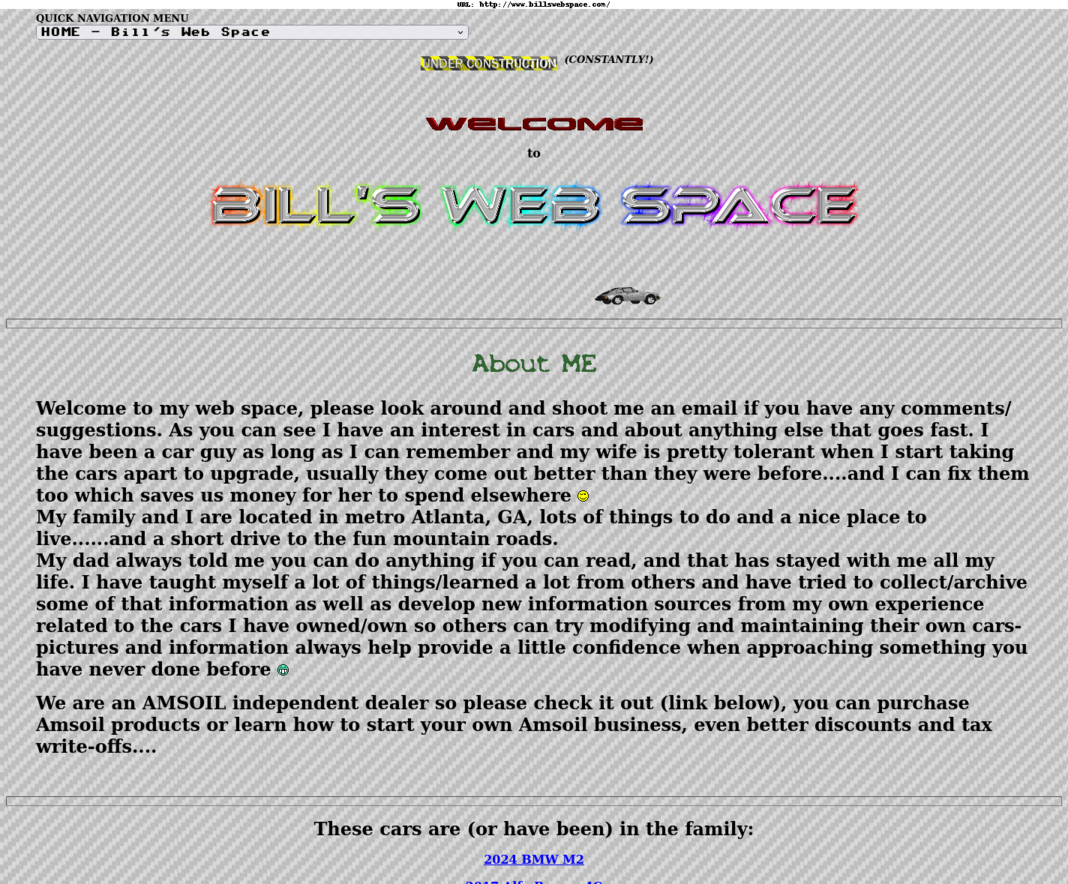 URL: http://www.billswebspace.com/
QUICK NAVIGATION MENU
HOME - Bill's Web Space
UNDER CONSTRUCTION (CONSTANTLY!)
WELCOME
to
BILL'S WEB SPACE
About ME
Welcome to my web space, please look around and shoot me an email if you have any comments/
suggestions. As you can see I have an interest in cars and about anything else that goes fast. I
have been a car guy as long as I can remember and my wife is pretty tolerant when I start taking
the cars apart to upgrade, usually they come out better than they were before....and I can fix them
too which saves us money for her to spend elsewhere
My family and I are located in metro Atlanta, GA, lots of things to do and a nice place to
live......and a short drive to the fun mountain roads.
My dad always told me you can do anything if you can read, and that has stayed with me all my
life. I have taught myself a lot of things/learned a lot from others and have tried to collect/archive
some of that information as well as develop new information sources from my own experience
related to the cars I have owned/own so others can try modifying and maintaining their own cars-
pictures and information always help provide a little confidence when approaching something you
have never done before
We are an AMSOIL independent dealer so please check it out (link below), you can purchase
Amsoil products or learn how to start your own Amsoil business, even better discounts and tax
write-offs....
These cars are (or have been) in the family:
2024 BMW M2